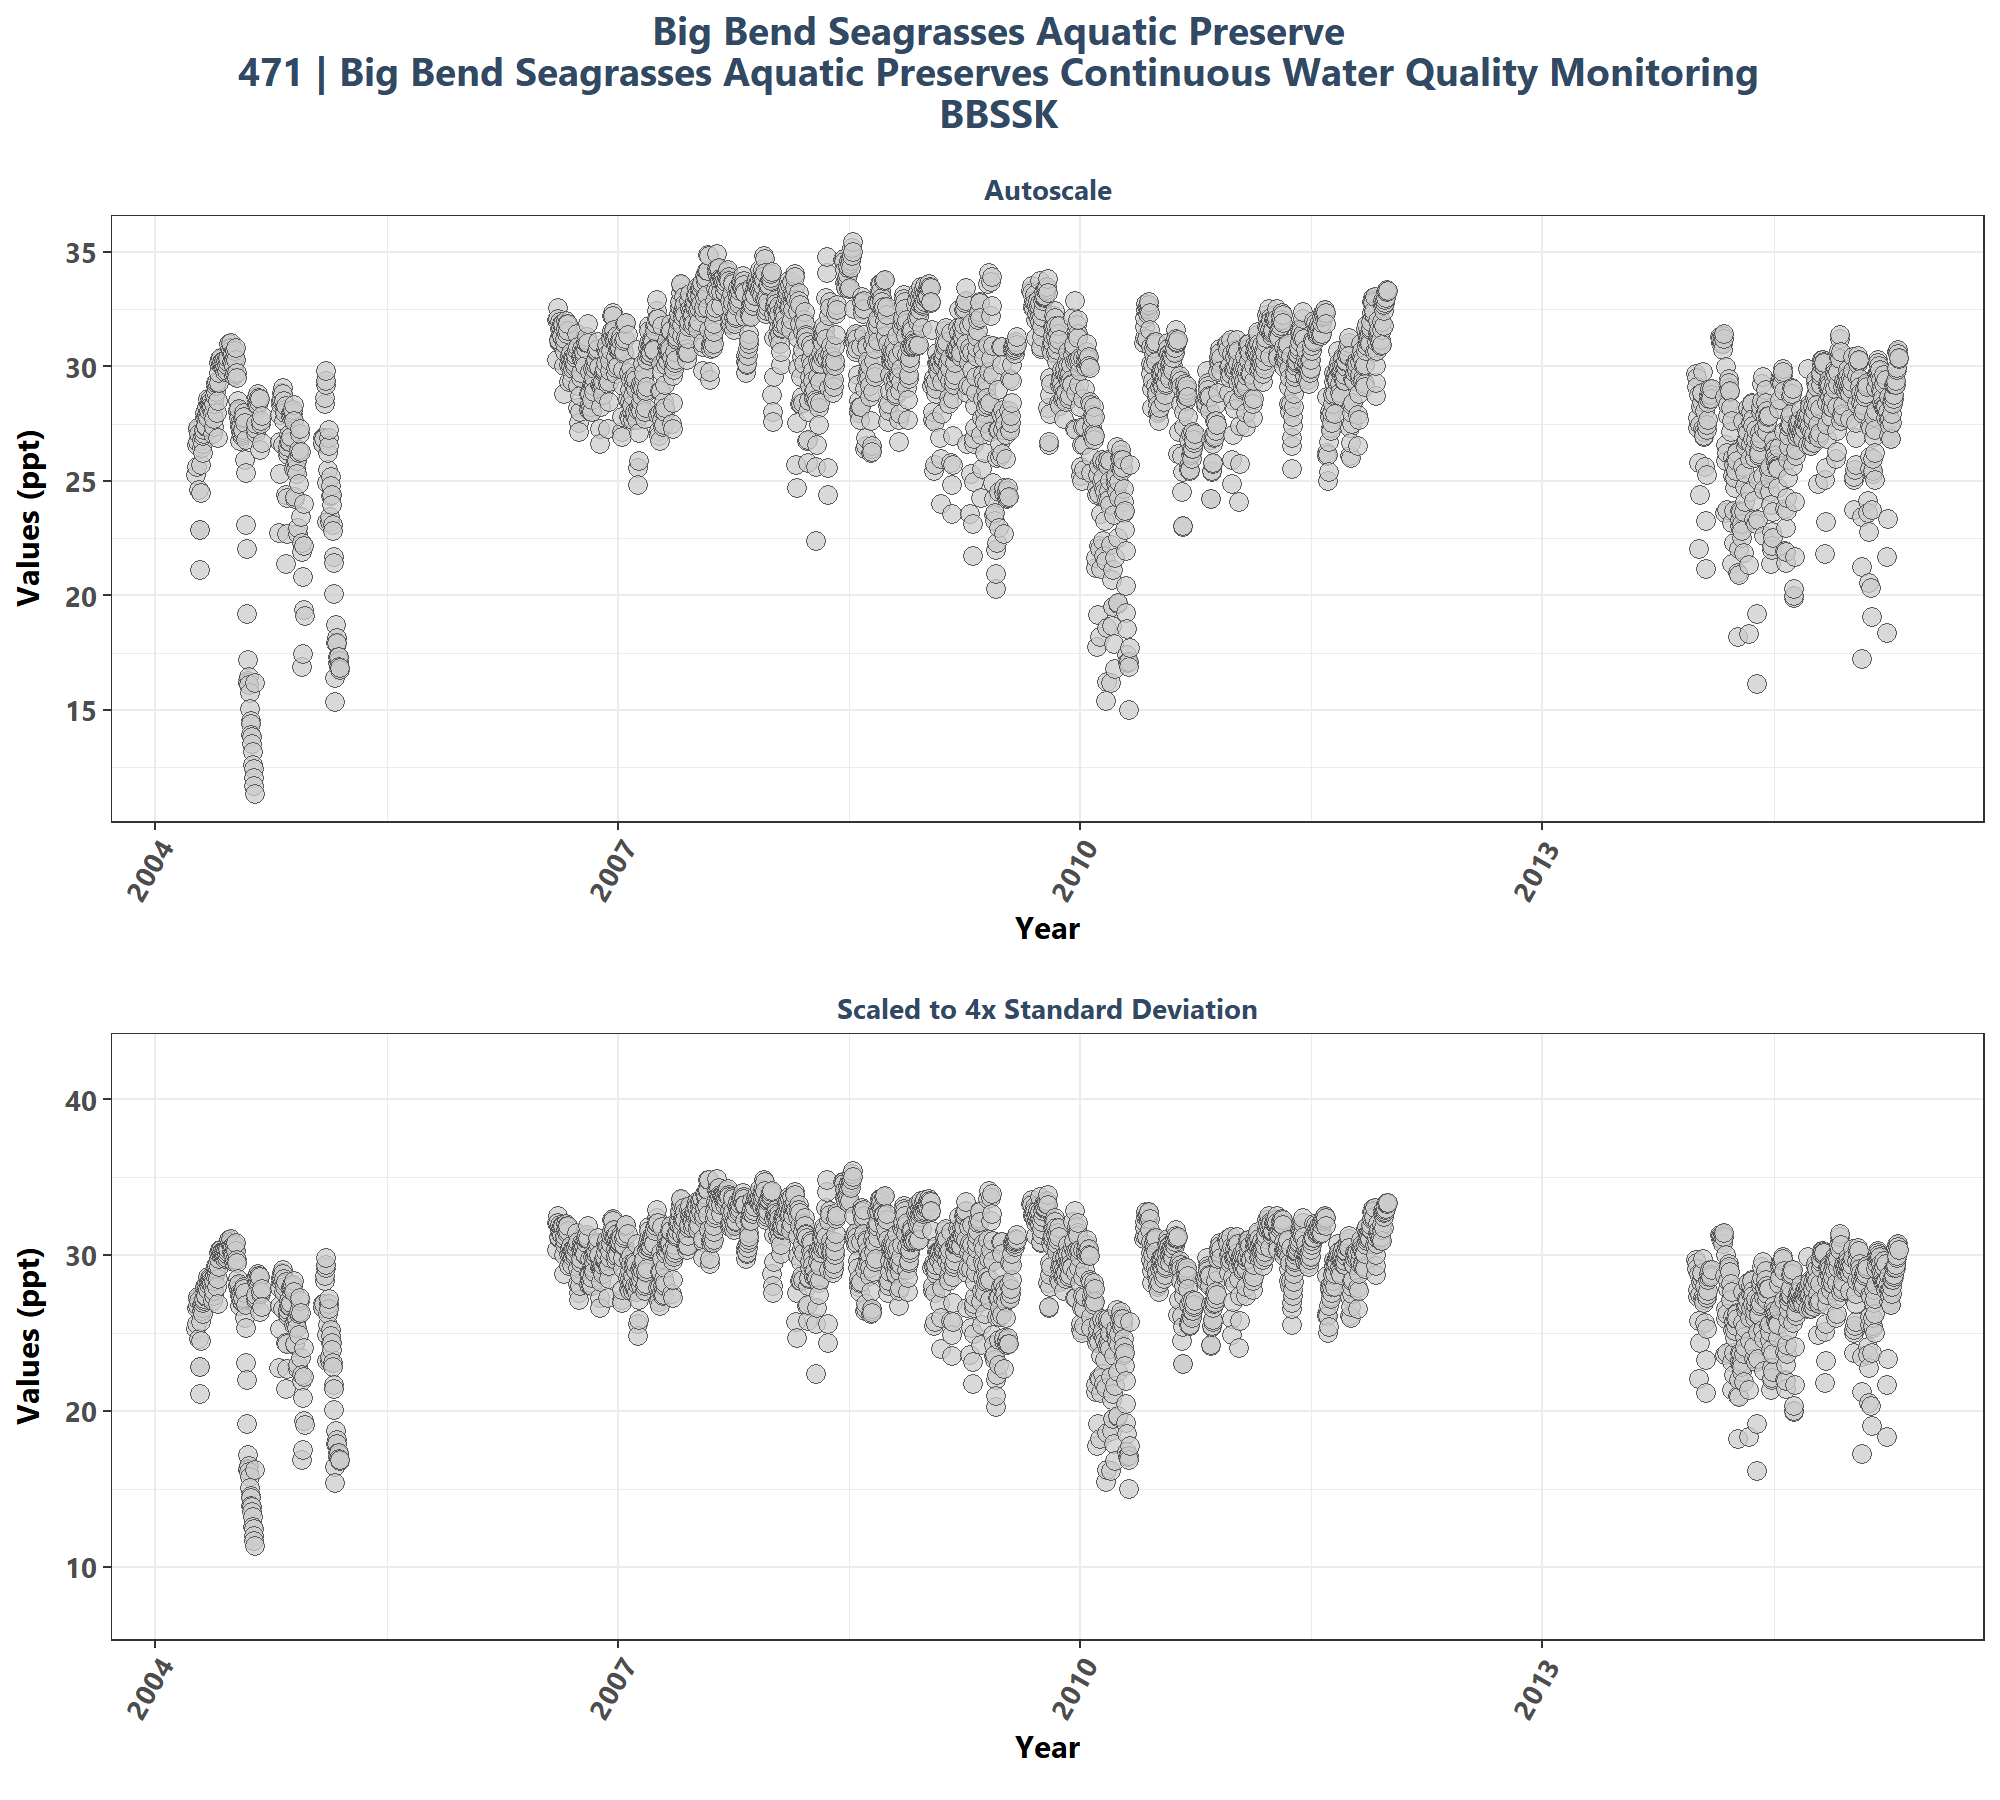 Big Bend Seagrasses Aquatic Preserve
471 | Big Bend Seagrasses Aquatic Preserves Continuous Water Quality Monitoring
BBSSK
Autoscale
Values (ppt)
35
30
25
20
15
2004
2007
2010
2013
Year
Scaled to 4x Standard Deviation
Values (ppt)
40
30
20
10
2004
2007
2010
2013
Year